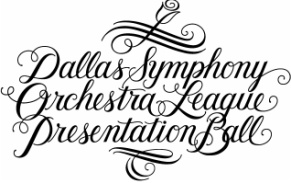 Dallas Symphony
Orchestra League
Presentation Ball